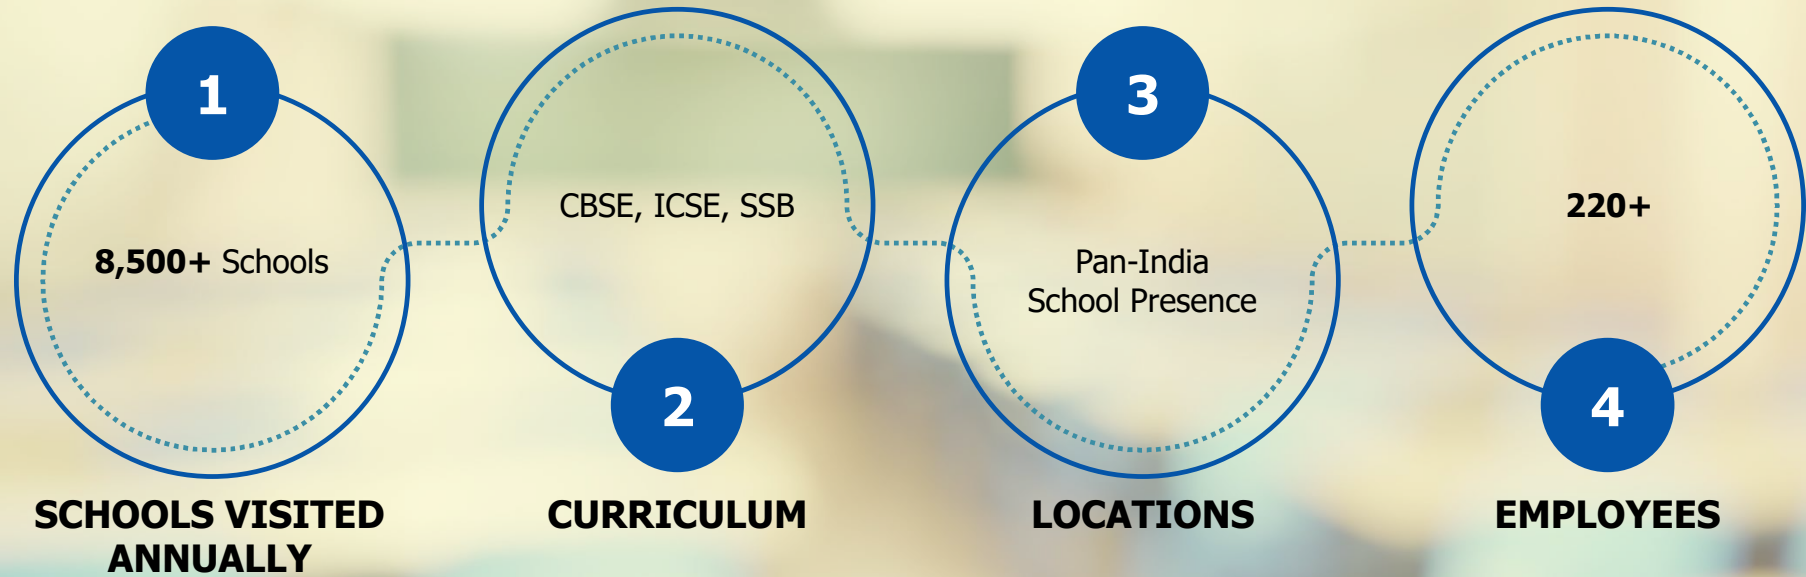 1
8,500+ Schools
SCHOOLS VISITED
ANNUALLY
CBSE, ICSE, SSB
2
CURRICULUM
3
Pan-India
School Presence
LOCATIONS
220+
4
EMPLOYEES